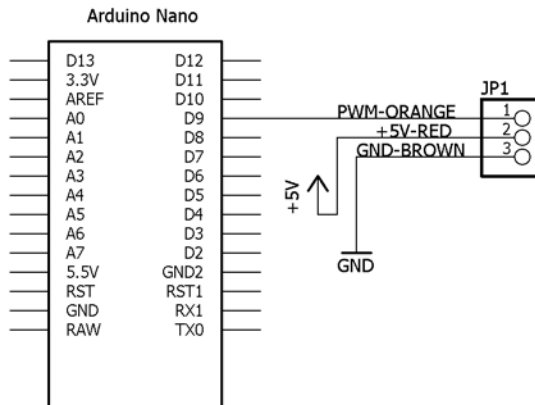 Arduino Nano
D13 D12
3.3V D11
AREF D10
A0 D9
A1 D8
A2 D7
A3 D6
A4 D5
A5 D4
A6 D3
A7 D2
5.5V GND2
RST RST1
GND RX1
RAW TX0
JP1
PWM-ORANGE 1
+5V-RED 2
GND-BROWN 3
+5V
GND